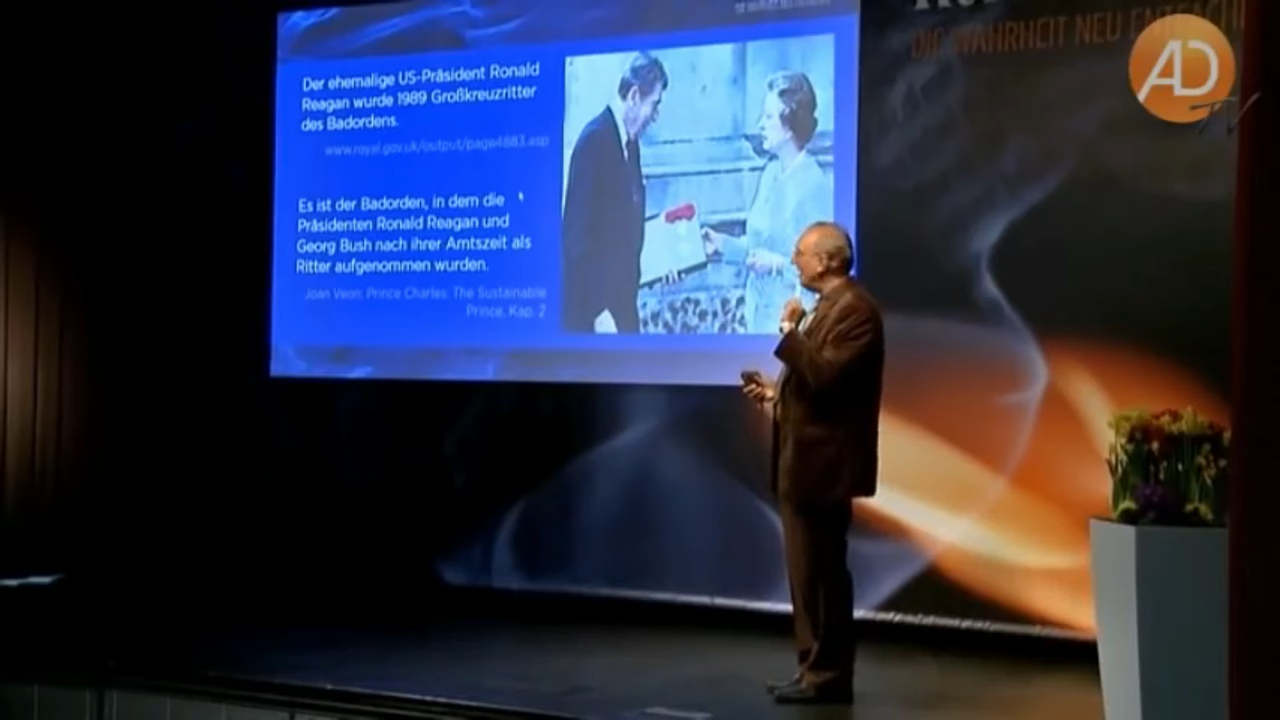 Der ehemalige US-Präsident Ronald
Reagan wurde 1989 Großkreuzritter
des Badordens.
www.royal.gov.uk/output/page4883.asp
Es ist der Badorden, in dem die
Präsidenten Ronald Reagan und
Georg Bush nach ihrer Amtszeit als
Ritter aufgenommen wurden.
Joan Veon: Prince Charles: The Sustainable
Prince, Kap. 2
DIE WAHRHEIT NEU
AD
TV